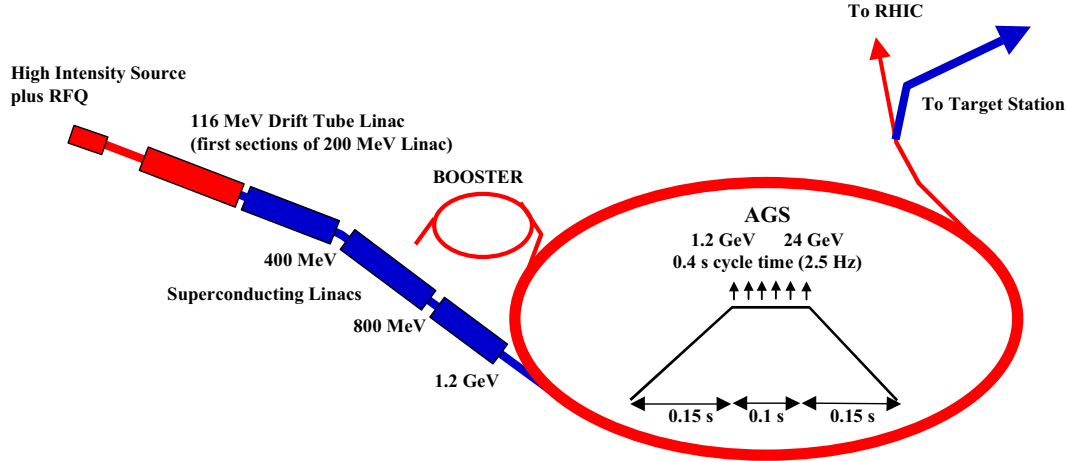 To RHIC
High Intensity Source
plus RFQ
To Target Station
116 MeV Drift Tube Linac
(first sections of 200 MeV Linac)
BOOSTER
AGS
1.2 GeV 24 GeV
0.4 s cycle time (2.5 Hz)
400 MeV
Superconducting Linacs
800 MeV
1.2 GeV
0.15 s 0.1 s 0.15 s